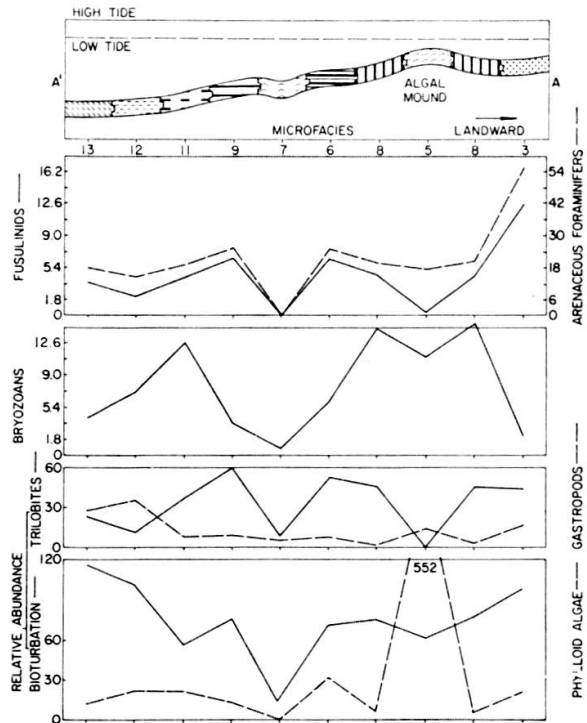 HIGH TIDE
LOW TIDE
A'
A
ALGAL
MOUND
MICROFACIES
LANDWARD
13 12 11 9 7 6 8 5 8 3
FUSULINIDS
16.2
12.6
9.0
5.4
1.8
0
54
42
30
18
6
0
ARENACEOUS FORAMINIFERS
BRYOZOANS
12.6
9.0
5.4
1.8
0
TRILOBITES
60
30
0
GASTROPODS
RELATIVE ABUNDANCE
BIOTURBATION
120
60
0
552
PHYLLOID ALGAE